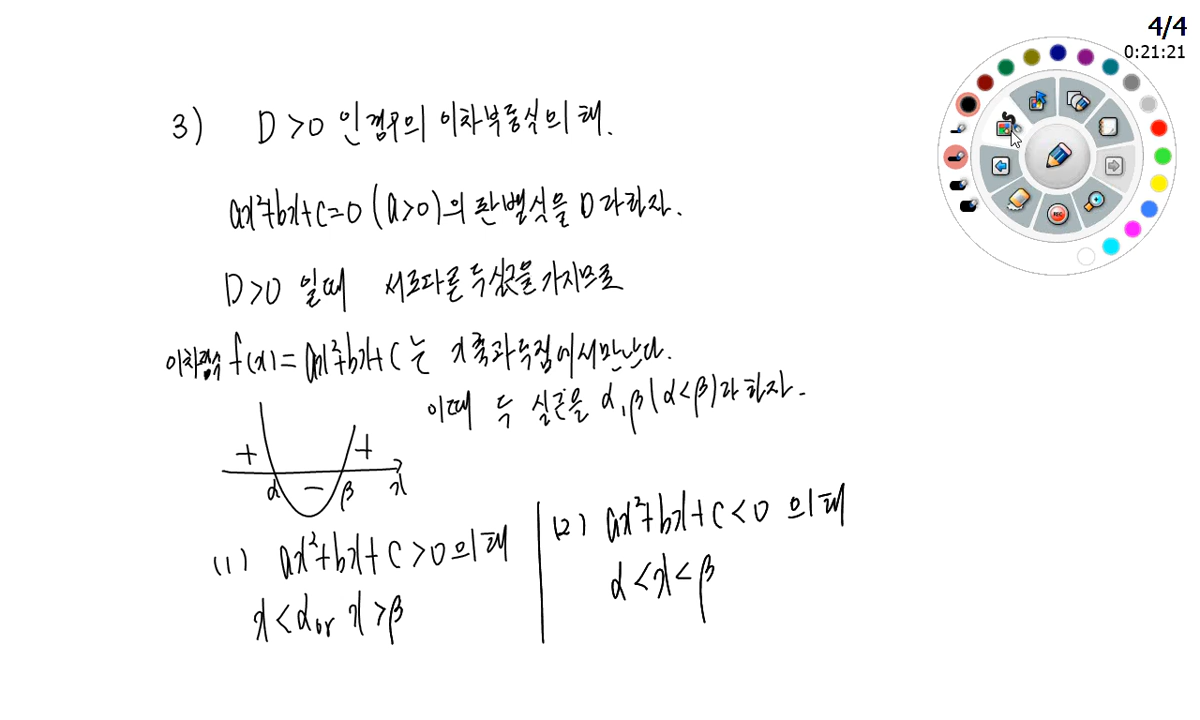 4/4
0:21:21
3) D>0 인 경우의 이차부등식의 해.
ax²+bx+c=0 (a>0)의 판별식을 D라하자.
D>0 일때 서로다른 두실근을 가지므로
이차함수 f(x)=ax²+bx+c는 x축과두점에서만난다.
이때 두 실근을 α,β(α<β)라하자.
+ - +
α β x
(1) ax²+bx+c>0의해
x<α or x>β
(2) ax²+bx+c<0 의해
α<x<β
REC